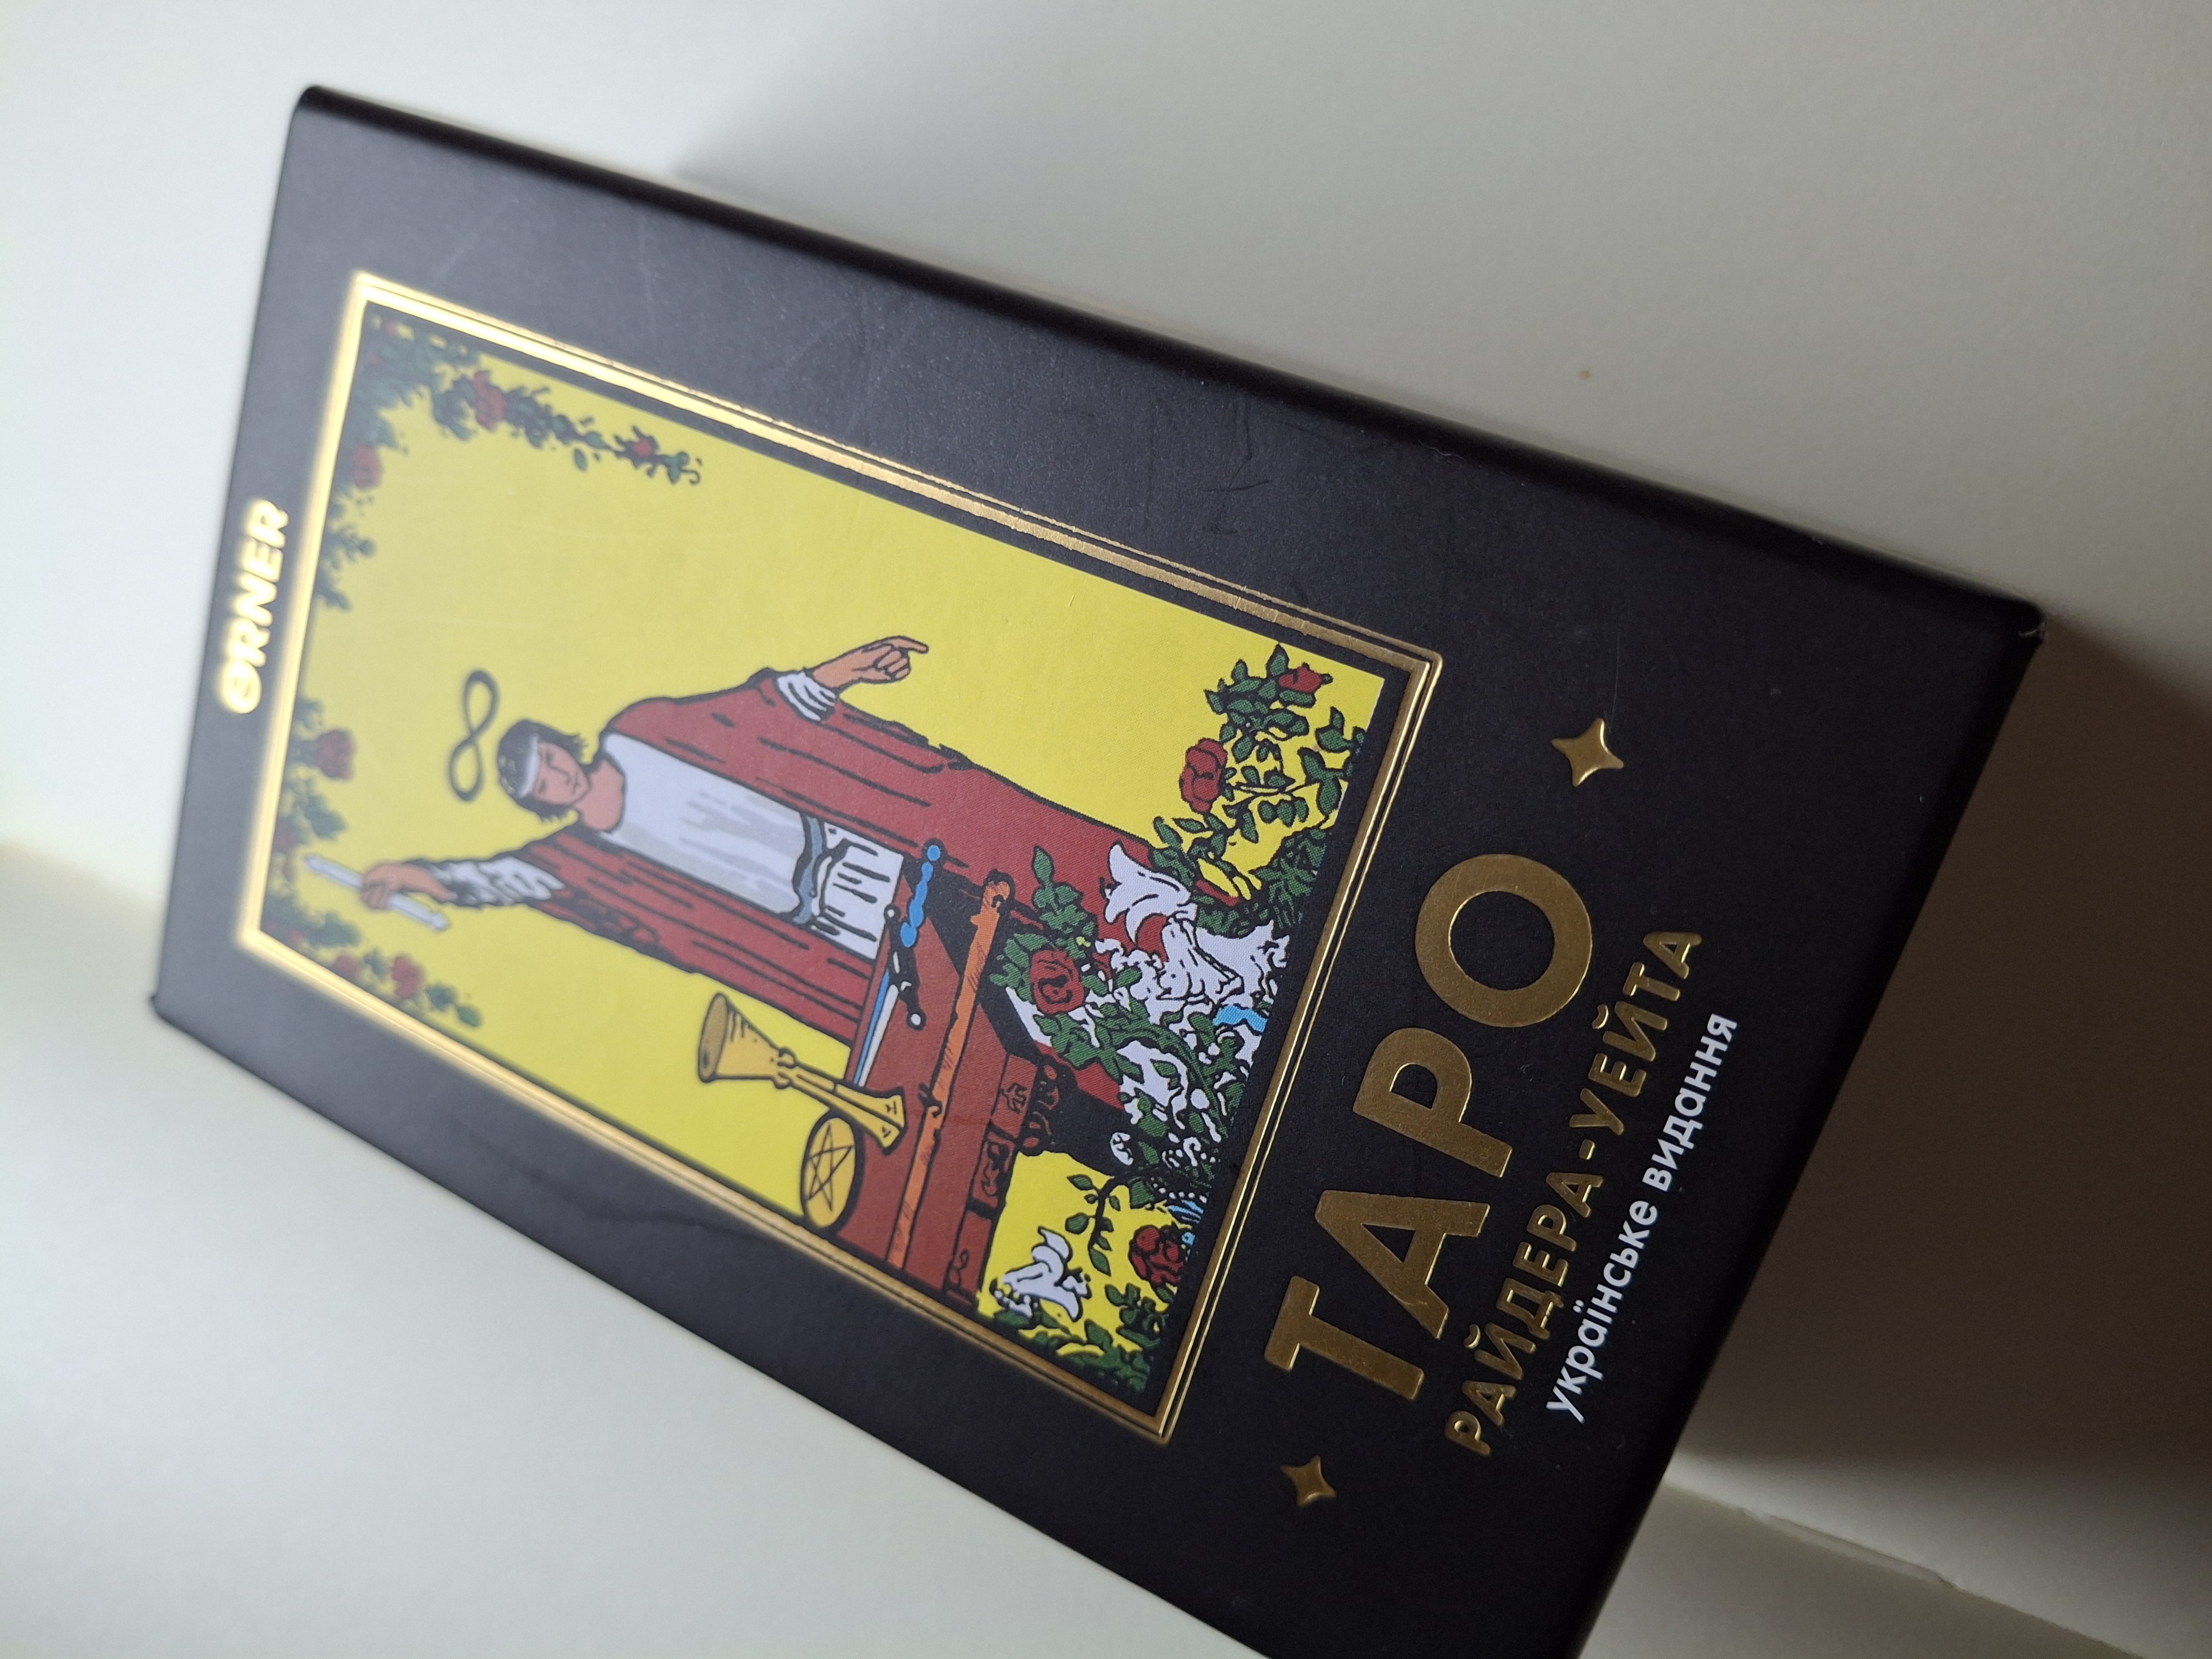 ORNER
ТАРО
РАЙДЕРА-УЕЙТА
українське видання